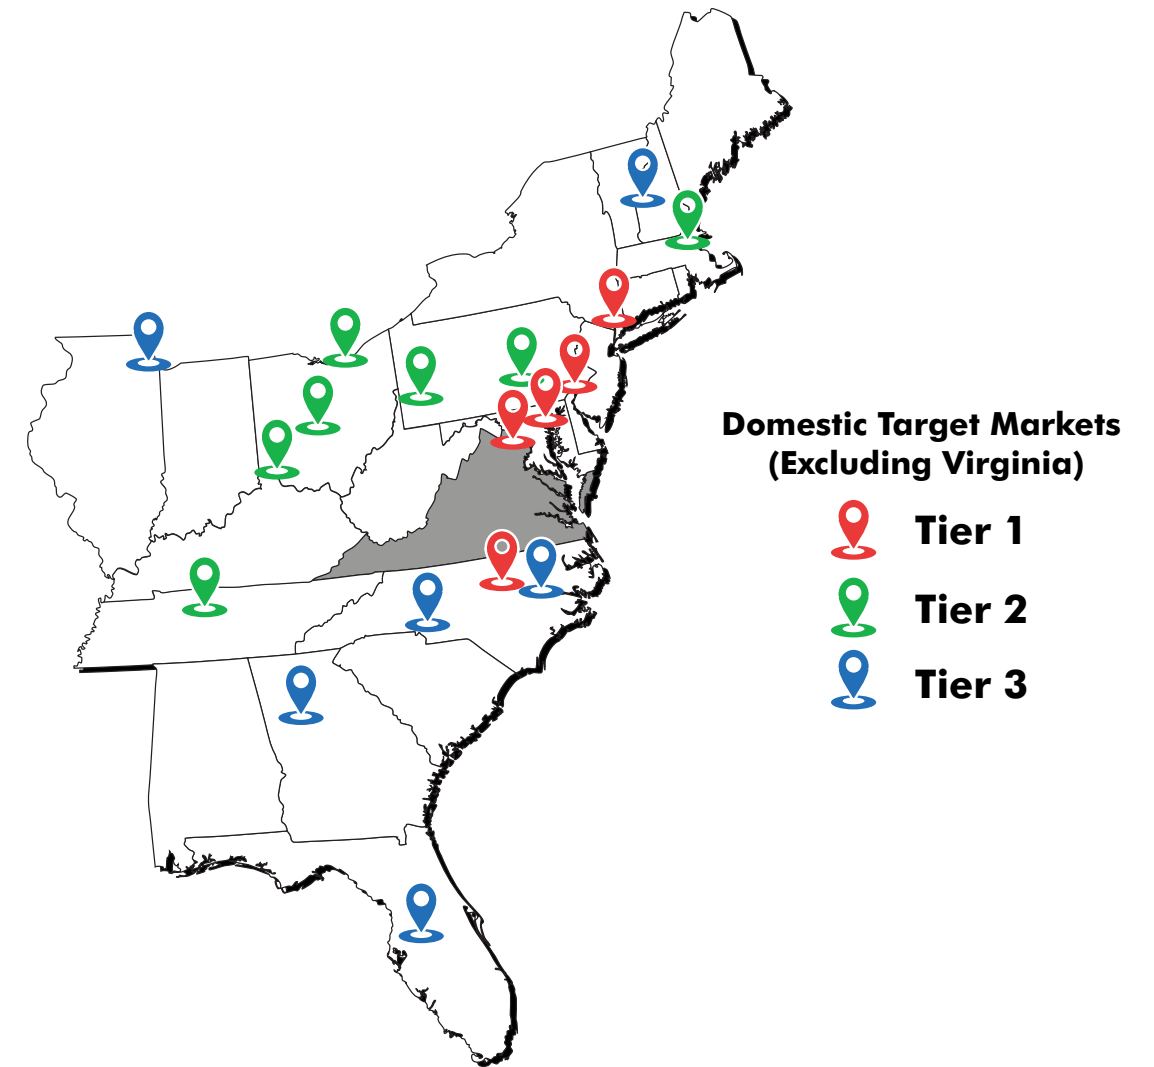 Domestic Target Markets
(Excluding Virginia)
Tier 1
Tier 2
Tier 3